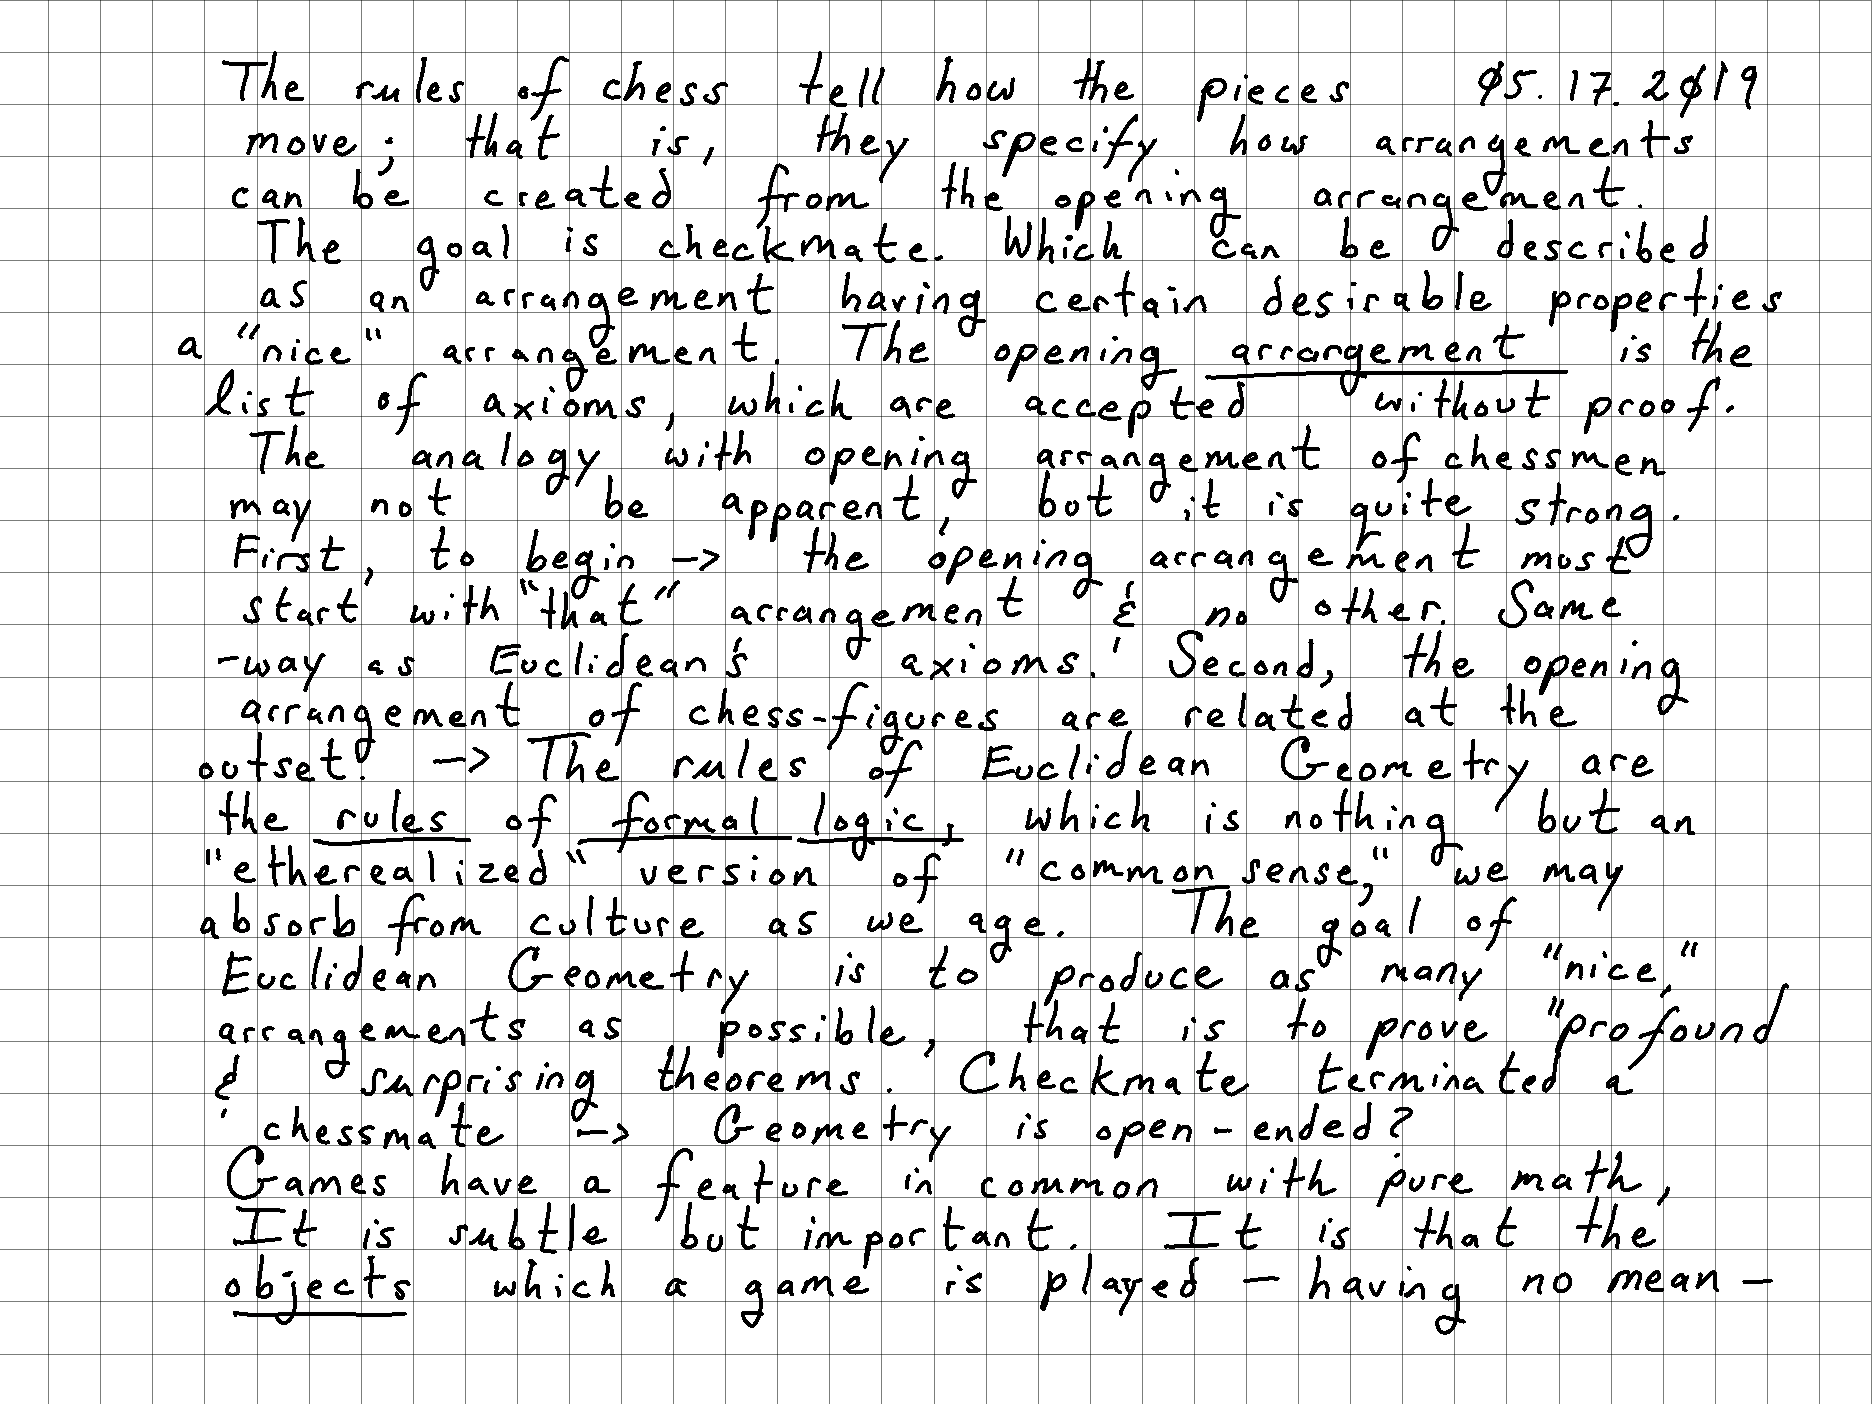 The rules of chess tell how the pieces 05.17.2019
move; that is, they specify how arrangements
can be created from the opening arrangement.
The goal is checkmate. Which can be described
as an arrangement having certain desirable properties
a "nice" arrangement. The opening arrangement is the
list of axioms, which are accepted without proof.
The analogy with opening arrangement of chessmen
may not be apparent, but it is quite strong.
First, to begin -> the opening arrangement must
start with "that" arrangement & no other. Same
-way as Euclidean's axioms. Second, the opening
arrangement of chess-figures are related at the
outset. -> The rules of Euclidean Geometry are
the rules of formal logic, which is nothing but an
"etherealized" version of "common sense," we may
absorb from culture as we age. The goal of
Euclidean Geometry is to produce as many "nice,"
arrangements as possible, that is to prove "profound
& surprising theorems. Checkmate terminated a
chessmate -> Geometry is open-ended?
Games have a feature in common with pure math,
It is subtle but important. It is that the
objects which a game is played - having no mean-